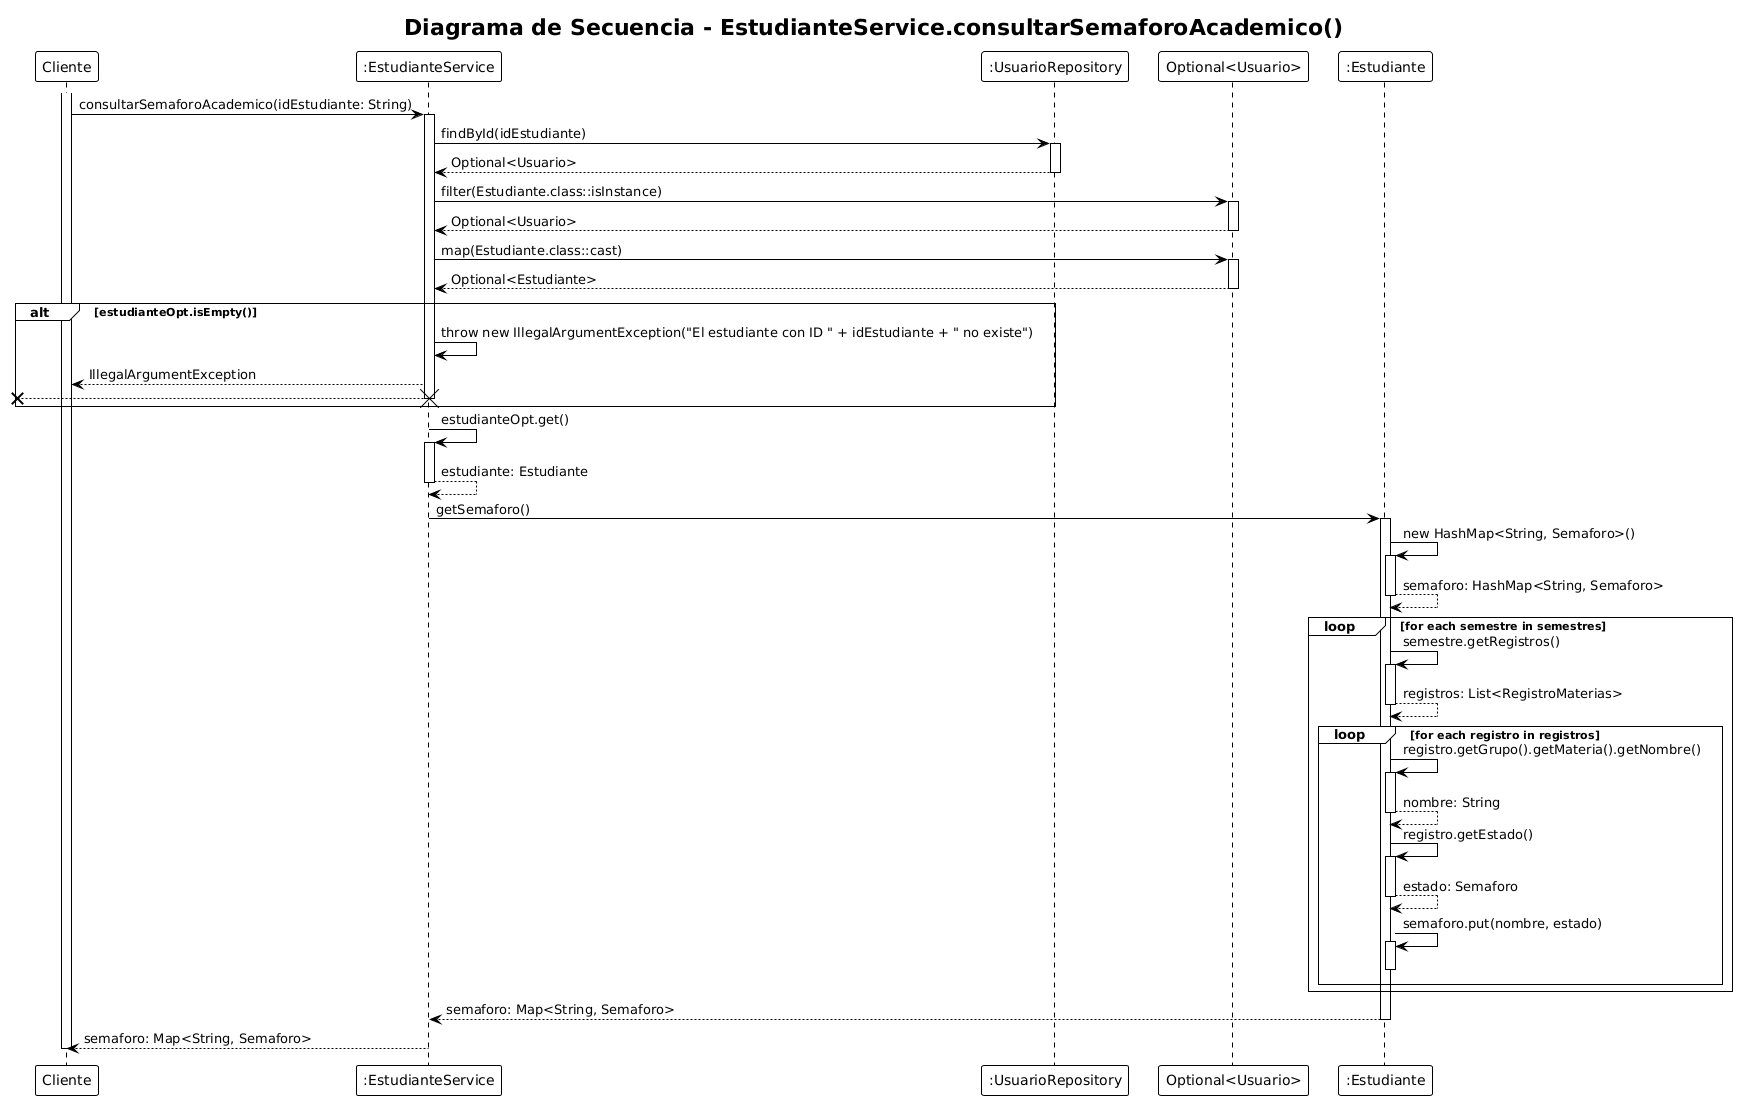 Diagrama de Secuencia - EstudianteService.consultarSemaforoAcademico()
Cliente
:EstudianteService
:UsuarioRepository
Optional<Usuario>
:Estudiante
consultarSemaforoAcademico(idEstudiante: String)
findById(idEstudiante)
Optional<Usuario>
filter(Estudiante.class::isInstance)
Optional<Usuario>
map(Estudiante.class::cast)
Optional<Estudiante>
alt [estudianteOpt.isEmpty()]
throw new IllegalArgumentException("El estudiante con ID " + idEstudiante + " no existe")
IllegalArgumentException
estudianteOpt.get()
estudiante: Estudiante
getSemaforo()
new HashMap<String, Semaforo>()
semaforo: HashMap<String, Semaforo>
loop [for each semestre in semestres]
semestre.getRegistros()
registros: List<RegistroMaterias>
loop [for each registro in registros]
registro.getGrupo().getMateria().getNombre()
nombre: String
registro.getEstado()
estado: Semaforo
semaforo.put(nombre, estado)
semaforo: Map<String, Semaforo>
semaforo: Map<String, Semaforo>
Cliente
:EstudianteService
:UsuarioRepository
Optional<Usuario>
:Estudiante